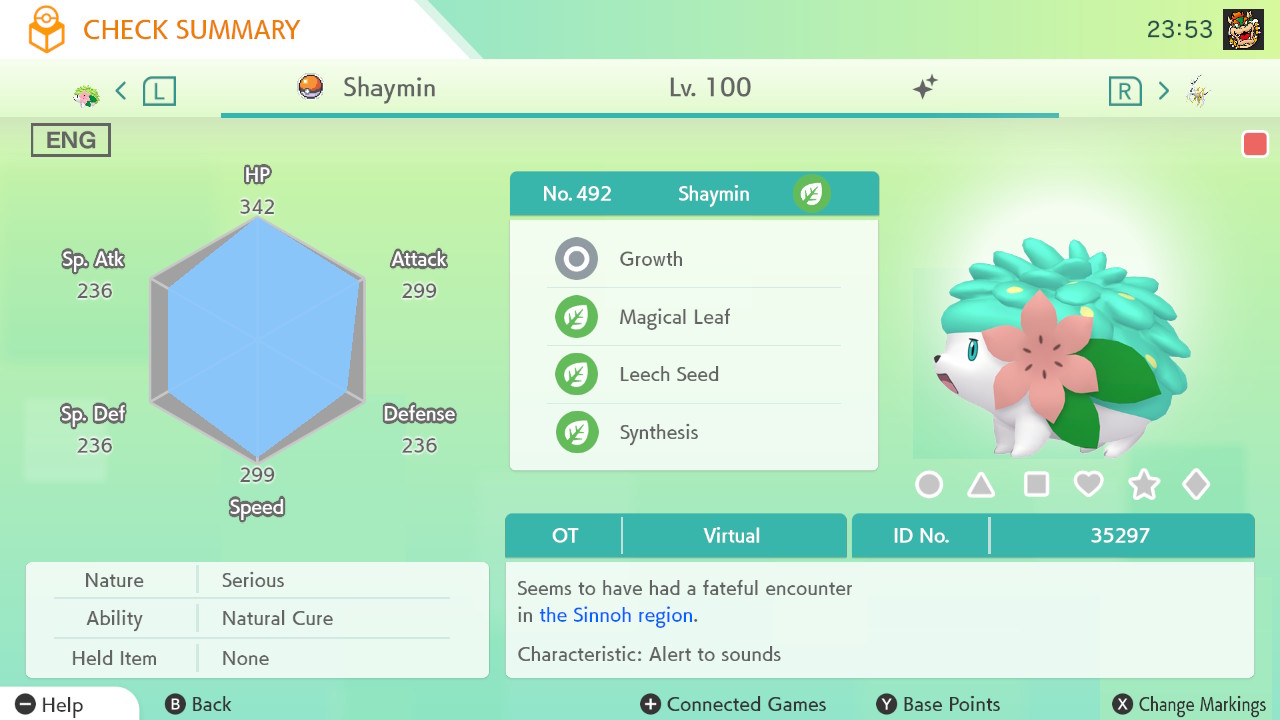 CHECK SUMMARY
23:53
L
Shaymin
Lv. 100
R
ENG
HP
342
Sp. Atk
236
Attack
299
Sp. Def
236
Defense
236
299
Speed
No. 492 Shaymin
Growth
Magical Leaf
Leech Seed
Synthesis
OT Virtual
ID No. 35297
Nature Serious
Ability Natural Cure
Held Item None
Seems to have had a fateful encounter
in the Sinnoh region.
Characteristic: Alert to sounds
Help
B Back
Connected Games
Y Base Points
X Change Markings